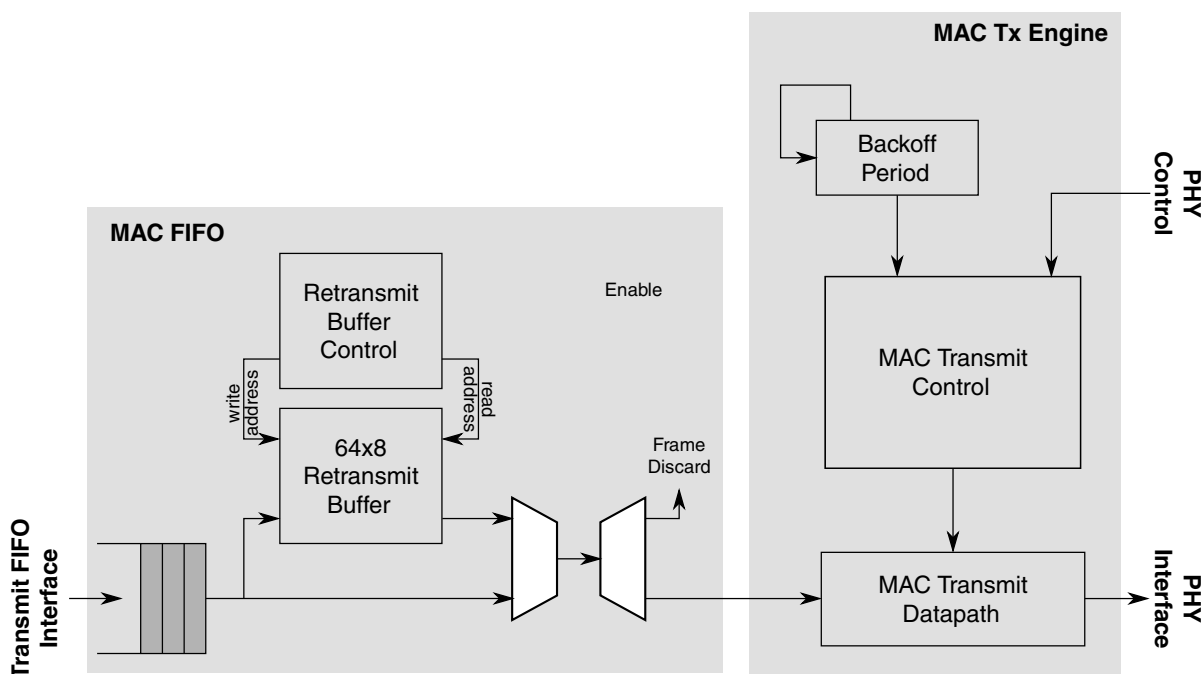 MAC Tx Engine
Backoff
Period
PHY
Control
MAC FIFO
Retransmit
Buffer
Control
Enable
MAC Transmit
Control
write
address
read
address
64x8
Retransmit
Buffer
Frame
Discard
Transmit FIFO
Interface
MAC Transmit
Datapath
PHY
Interface